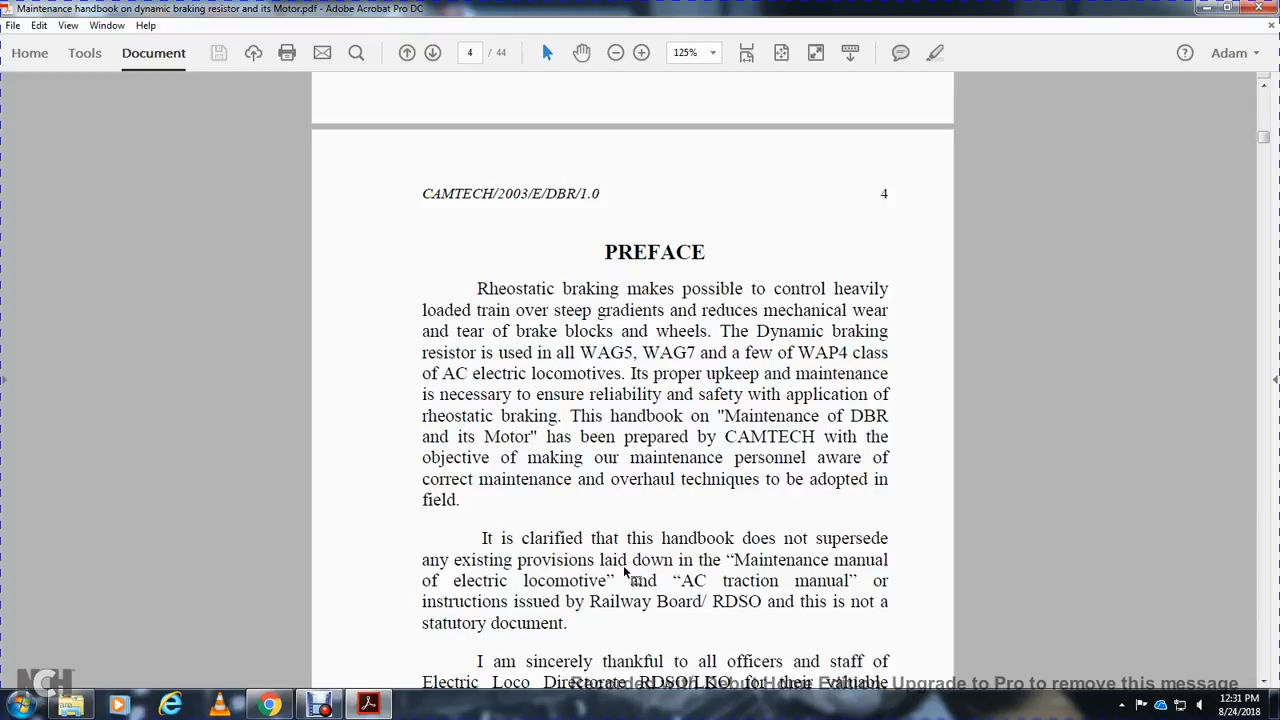 Maintenance handbook on dynamic braking resistor and its Motor.pdf - Adobe Acrobat Pro DC
File Edit View Window Help
Home Tools Document 4 / 44 125% Adam
CAMTECH/2003/E/DBR/1.0 4
PREFACE
Rheostatic braking makes possible to control heavily
loaded train over steep gradients and reduces mechanical wear
and tear of brake blocks and wheels. The Dynamic braking
resistor is used in all WAG5, WAG7 and a few of WAP4 class
of AC electric locomotives. Its proper upkeep and maintenance
is necessary to ensure reliability and safety with application of
rheostatic braking. This handbook on "Maintenance of DBR
and its Motor" has been prepared by CAMTECH with the
objective of making our maintenance personnel aware of
correct maintenance and overhaul techniques to be adopted in
field.
It is clarified that this handbook does not supersede
any existing provisions laid down in the “Maintenance manual
of electric locomotive” and “AC traction manual” or
instructions issued by Railway Board/ RDSO and this is not a
statutory document.
I am sincerely thankful to all officers and staff of
Electric Loco Directorate RDSO/LKo for their valuable
Upgrade to Pro to remove this message
NCH
12:31 PM
8/24/2018